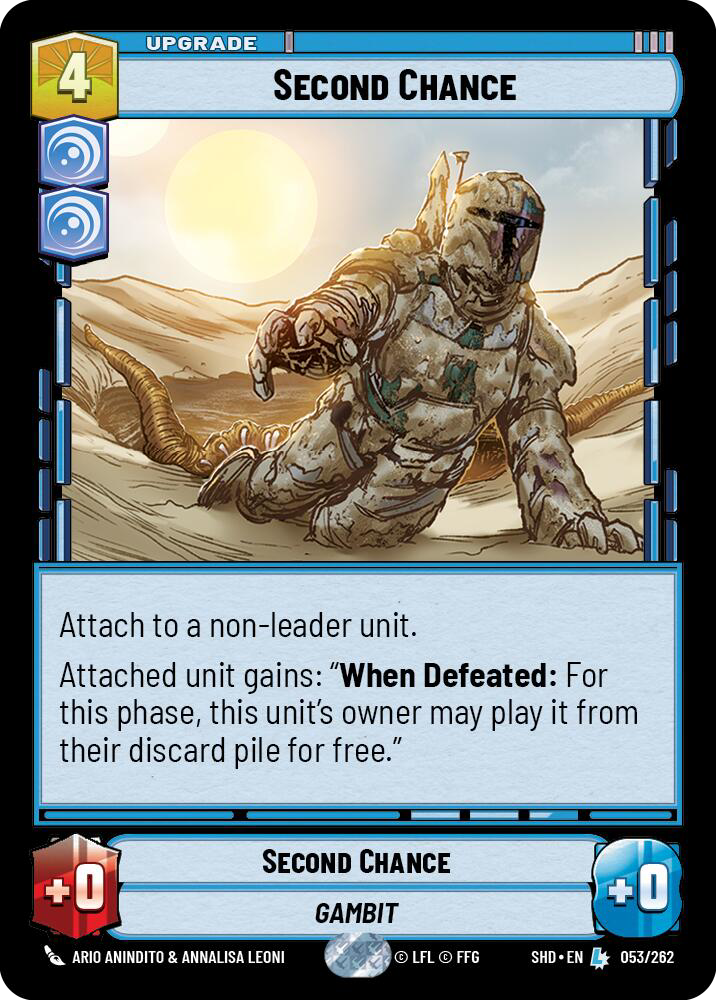 UPGRADE
4
SECOND CHANCE
Attach to a non-leader unit.
Attached unit gains: “When Defeated: For
this phase, this unit’s owner may play it from
their discard pile for free.”
+0
SECOND CHANCE
+0
GAMBIT
ARIO ANINDITO & ANNALISA LEONI
© LFL © FFG
SHD • EN L 053/262